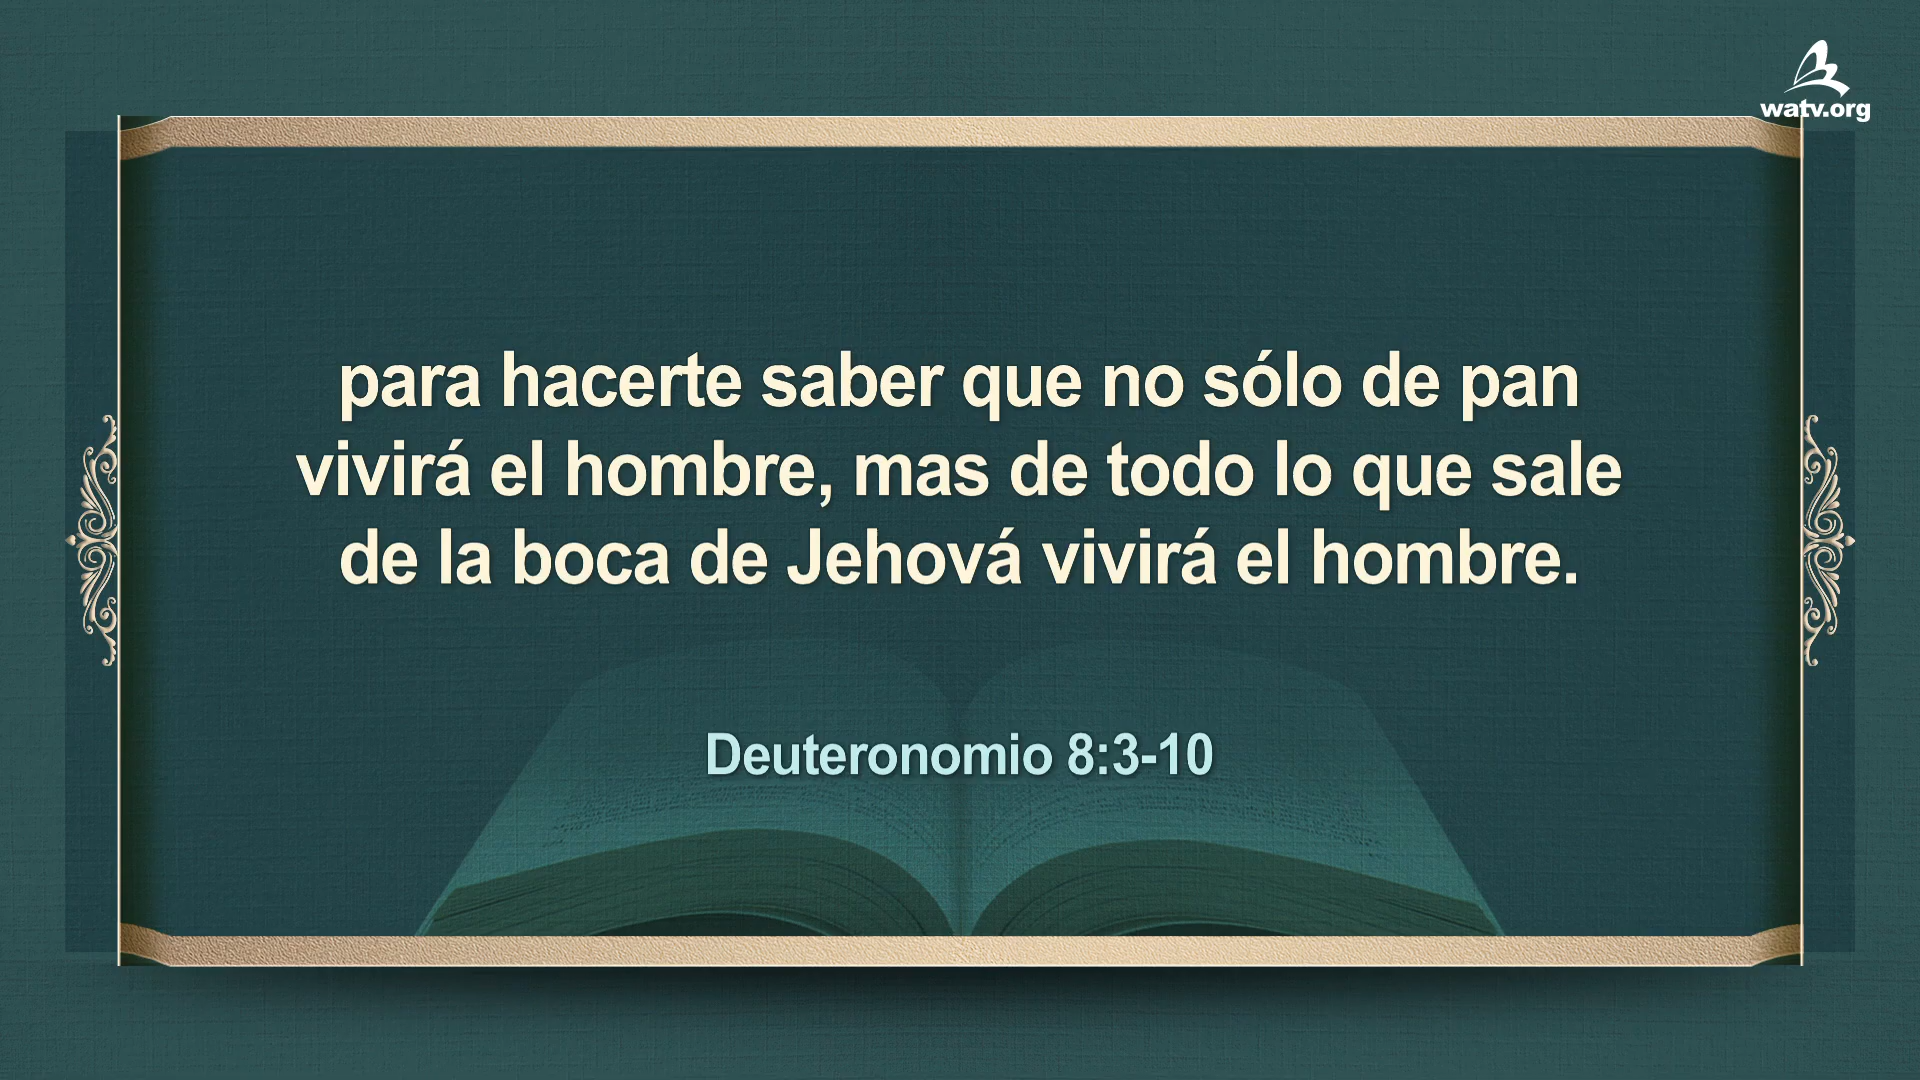 watv.org
para hacerte saber que no sólo de pan
vivirá el hombre, mas de todo lo que sale
de la boca de Jehová vivirá el hombre.
Deuteronomio 8:3-10